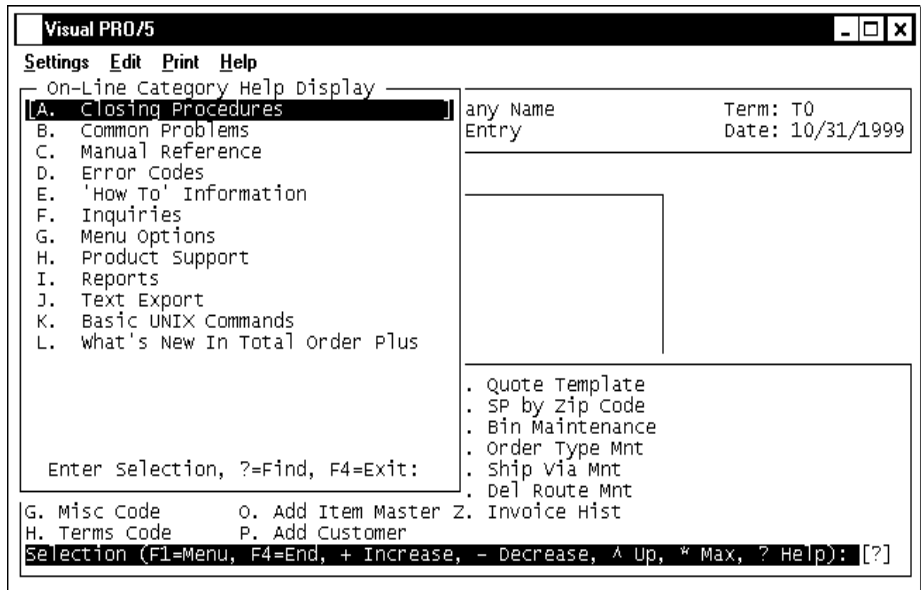 Visual PRO/5
Settings Edit Print Help
On-Line Category Help Display
[A. Closing Procedures ] any Name Term: T0
B. Common Problems Entry Date: 10/31/1999
C. Manual Reference
D. Error Codes
E. 'How To' Information
F. Inquiries
G. Menu Options
H. Product Support
I. Reports
J. Text Export
K. Basic UNIX Commands
L. What's New In Total Order Plus
. Quote Template
. SP by Zip Code
. Bin Maintenance
. Order Type Mnt
Enter Selection, ?=Find, F4=Exit: . Ship Via Mnt
. Del Route Mnt
G. Misc Code O. Add Item Master Z. Invoice Hist
H. Terms Code P. Add Customer
Selection (F1=Menu, F4=End, + Increase, - Decrease, ^ Up, * Max, ? Help): [?]